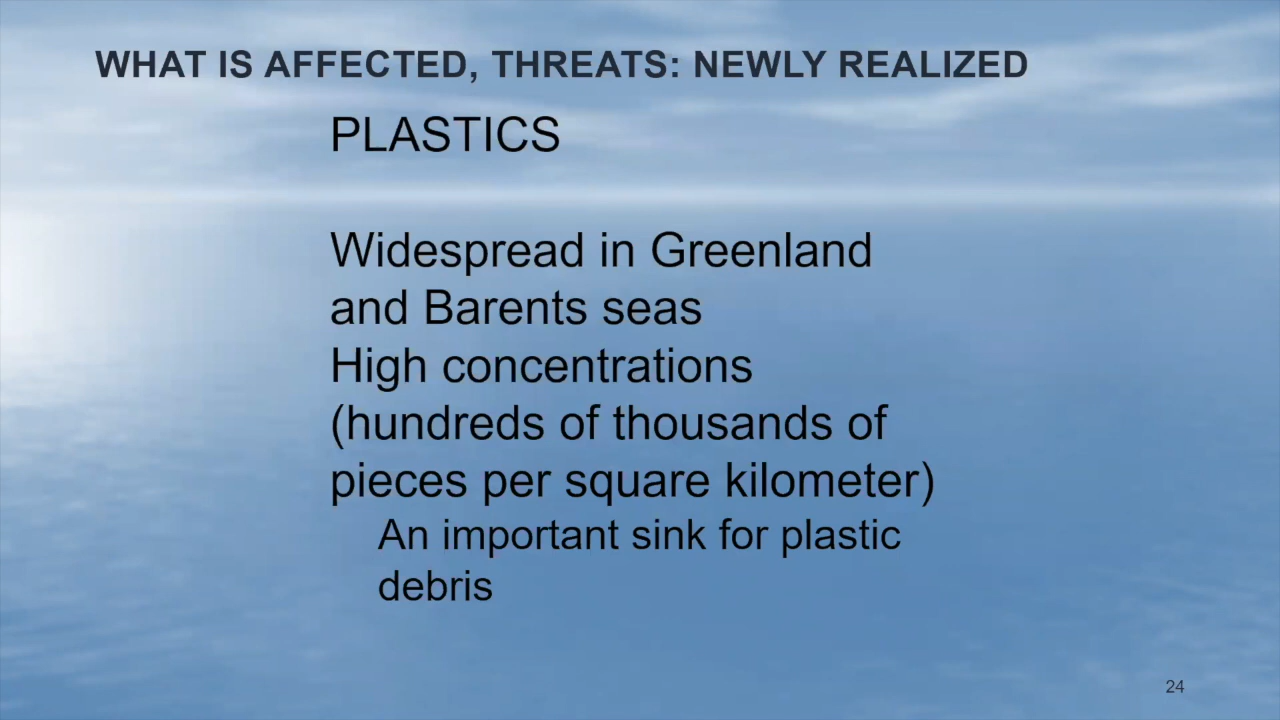 WHAT IS AFFECTED, THREATS: NEWLY REALIZED
PLASTICS
Widespread in Greenland
and Barents seas
High concentrations
(hundreds of thousands of
pieces per square kilometer)
An important sink for plastic
debris
24